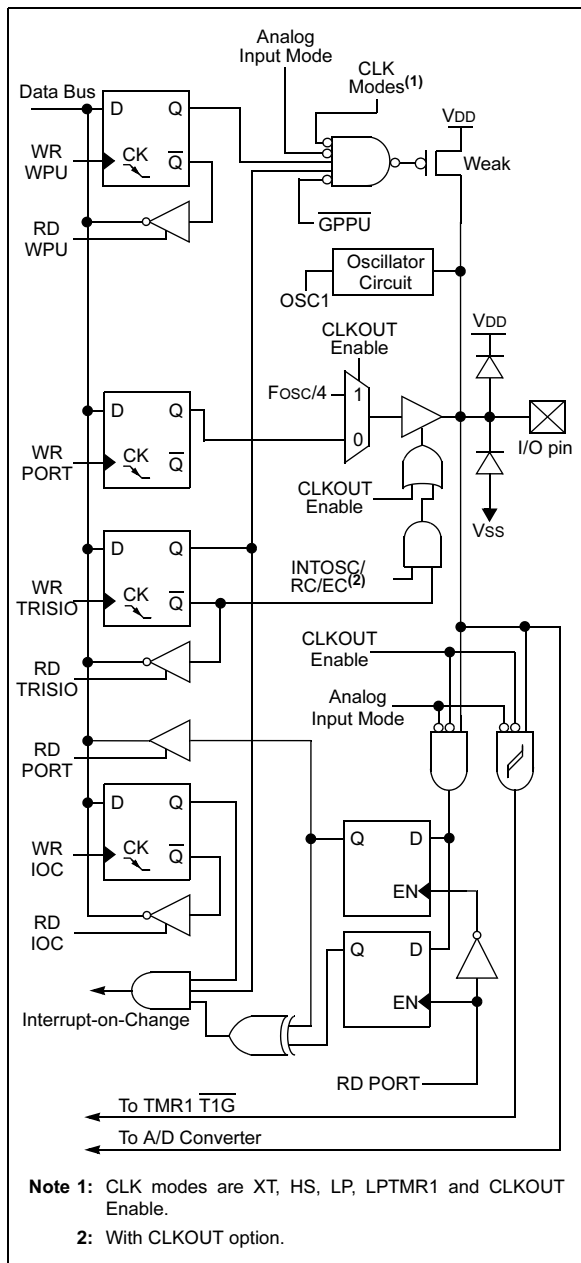 Analog
Input Mode
CLK
Modes(1)
Data Bus
D Q
VDD
WR
WPU
CK Q
Weak
RD
WPU
GPPU
Oscillator
Circuit
OSC1
CLKOUT
Enable
VDD
FOSC/4
1
D Q
0
I/O pin
WR
PORT
CK Q
CLKOUT
Enable
VSS
D Q
INTOSC/
RC/EC(2)
WR
TRISIO
CK Q
CLKOUT
Enable
RD
TRISIO
Analog
Input Mode
RD
PORT
D Q
Q D
WR
IOC
CK Q
EN
RD
IOC
Q D
EN
Interrupt-on-Change
RD PORT
To TMR1 T1G
To A/D Converter
Note 1: CLK modes are XT, HS, LP, LPTMR1 and CLKOUT
Enable.
2: With CLKOUT option.